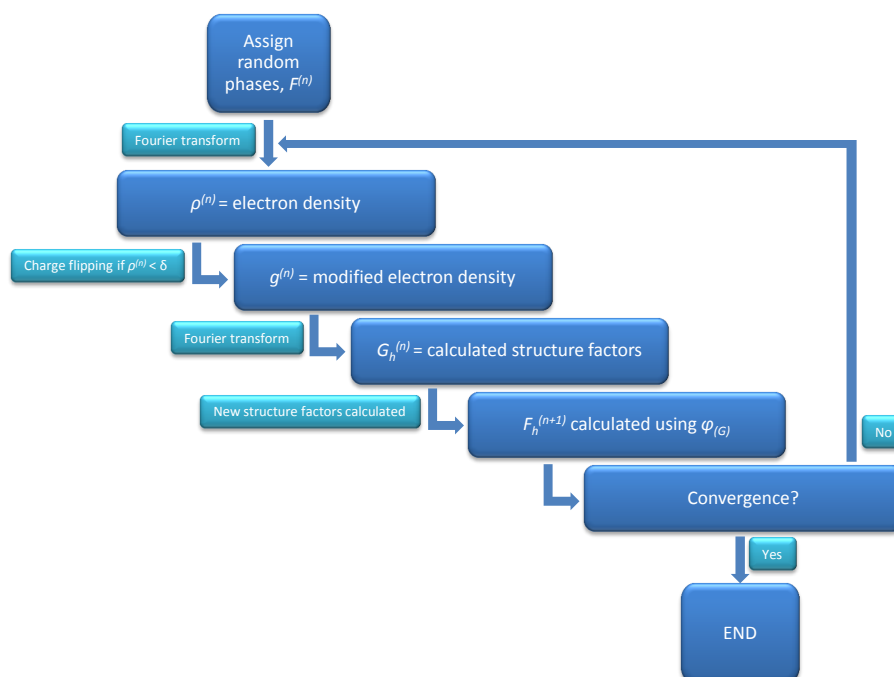 Assign
random
phases, F⁽ⁿ⁾
Fourier transform
ρ⁽ⁿ⁾ = electron density
Charge flipping if ρ⁽ⁿ⁾ < δ
g⁽ⁿ⁾ = modified electron density
Fourier transform
Gₕ⁽ⁿ⁾ = calculated structure factors
New structure factors calculated
Fₕ⁽ⁿ⁺¹⁾ calculated using φ₍G₎
No
Convergence?
Yes
END